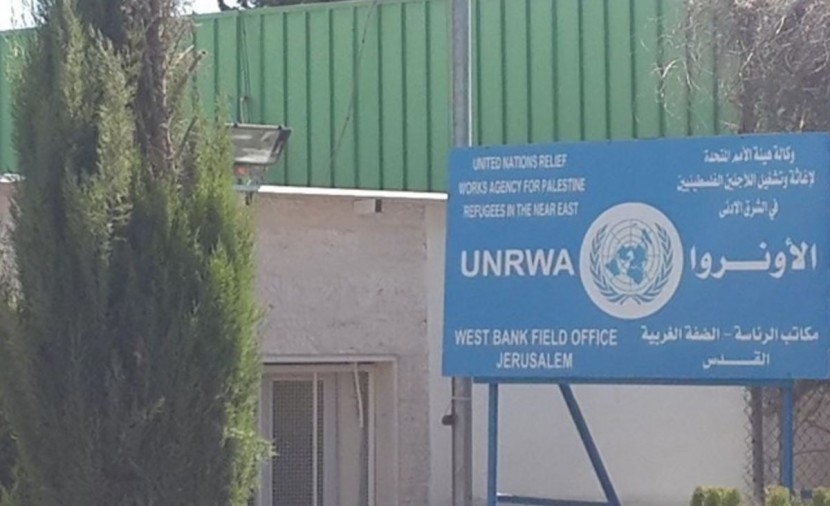 UNITED NATIONS RELIEF
WORKS AGENCY FOR PALESTINE
REFUGEES IN THE NEAR EAST
UNRWA
WEST BANK FIELD OFFICE
JERUSALEM
وكالة هيئة الأمم المتحدة
لإغاثة وتشغيل اللاجئين الفلسطينيين
في الشرق الادنى
الأونروا
مكاتب الرئاسة - الضفة الغربية
القدس